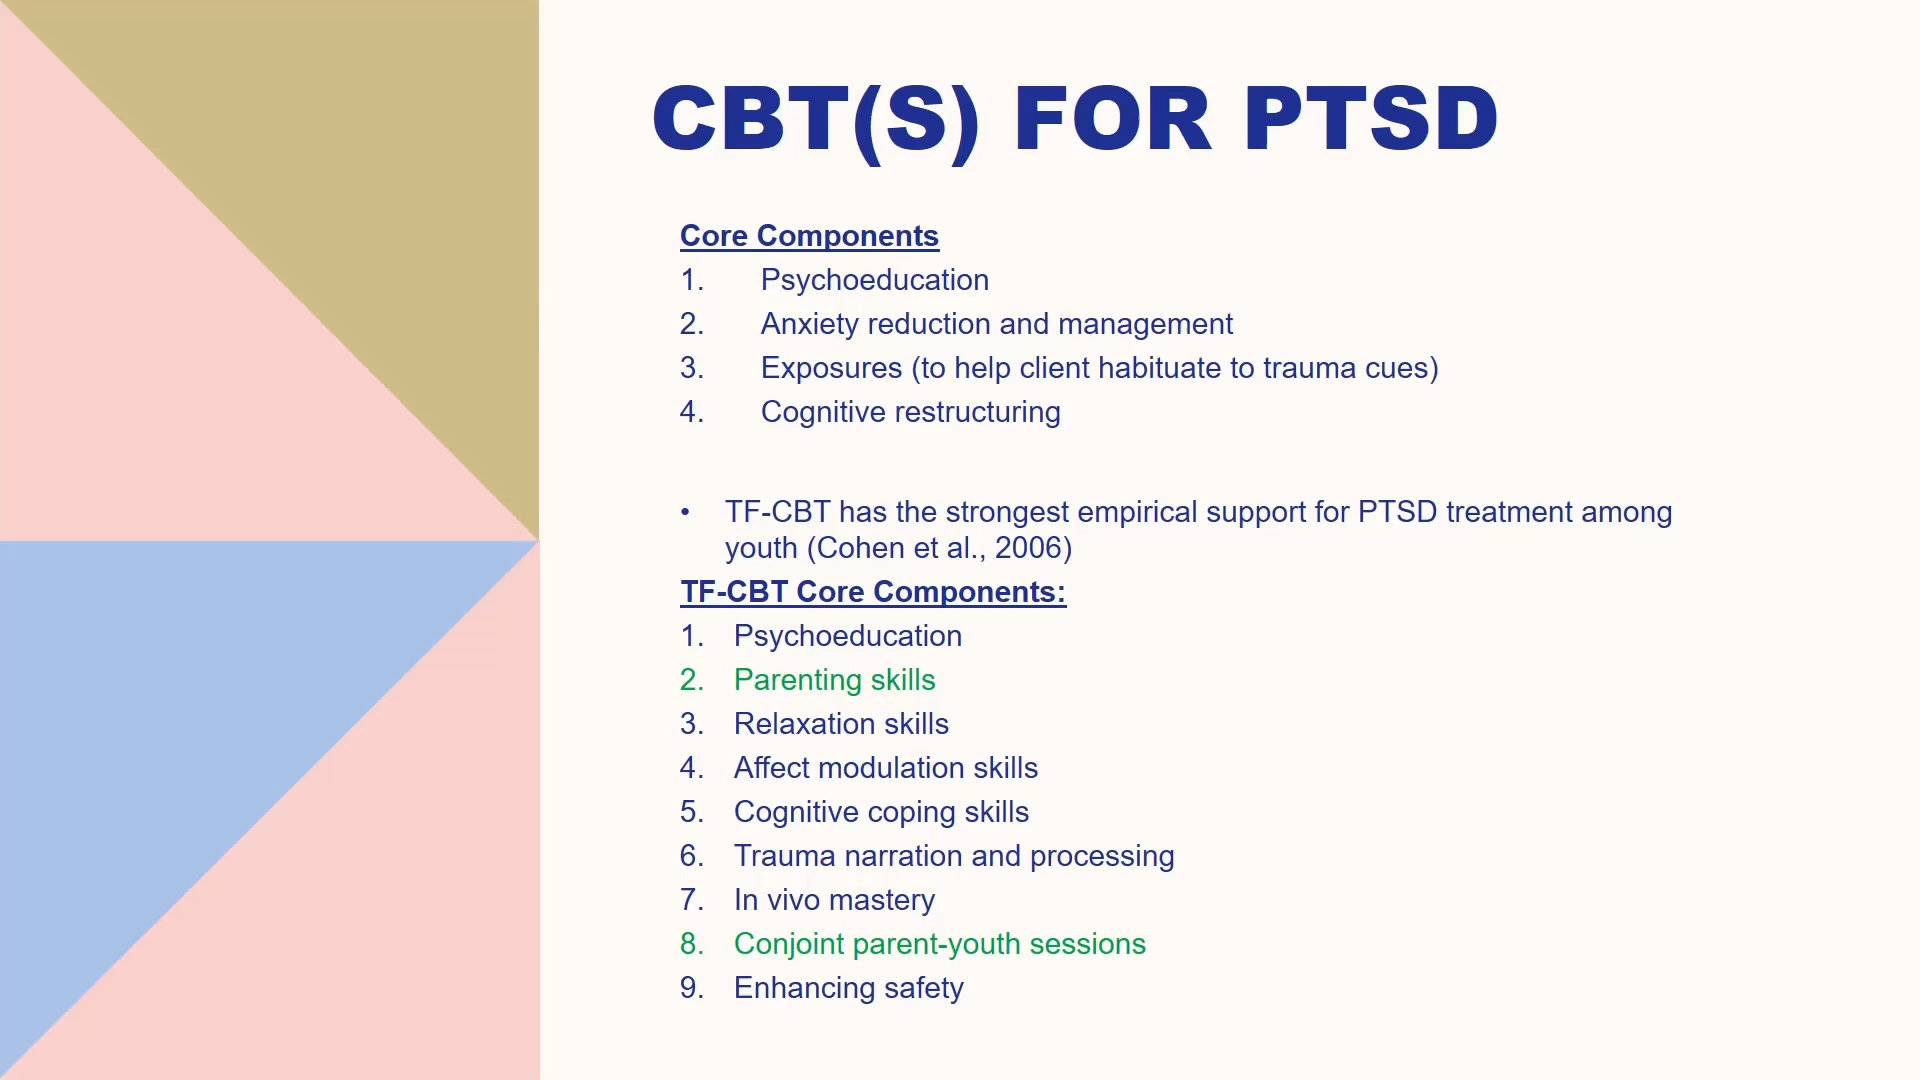 CBT(S) FOR PTSD
Core Components
1. Psychoeducation
2. Anxiety reduction and management
3. Exposures (to help client habituate to trauma cues)
4. Cognitive restructuring
• TF-CBT has the strongest empirical support for PTSD treatment among
youth (Cohen et al., 2006)
TF-CBT Core Components:
1. Psychoeducation
2. Parenting skills
3. Relaxation skills
4. Affect modulation skills
5. Cognitive coping skills
6. Trauma narration and processing
7. In vivo mastery
8. Conjoint parent-youth sessions
9. Enhancing safety